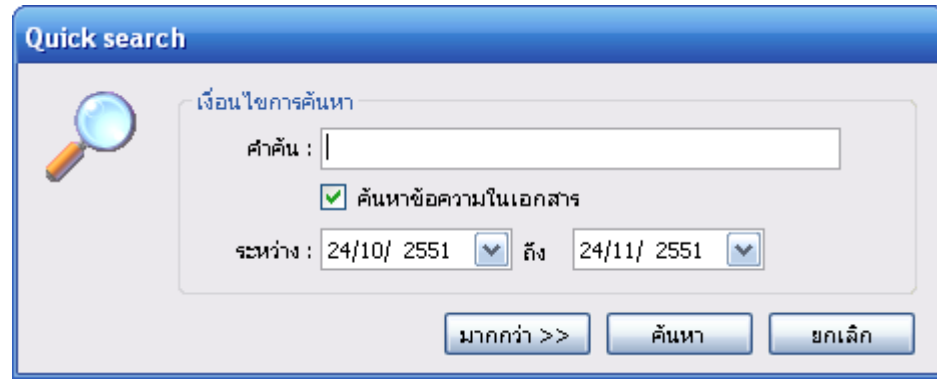 Quick search
เงื่อนไขการค้นหา
คำค้น :
ค้นหาข้อความในเอกสาร
ระหว่าง : 24/10/ 2551 ถึง 24/11/ 2551
มากกว่า >> ค้นหา ยกเลิก